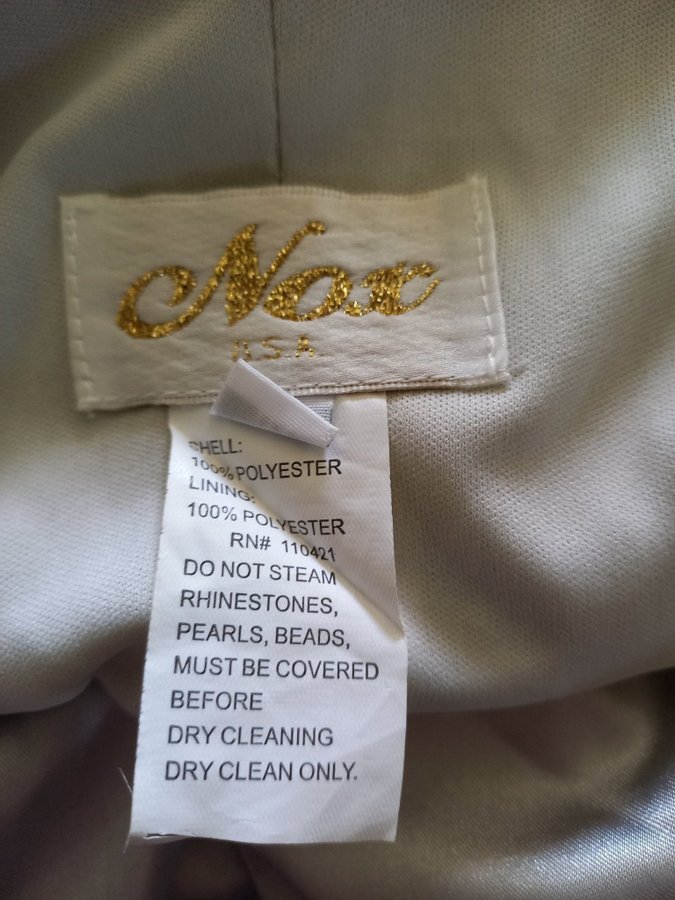 Nox
U.S.A.
SHELL:
100% POLYESTER
LINING:
100% POLYESTER
RN# 110421
DO NOT STEAM
RHINESTONES,
PEARLS, BEADS,
MUST BE COVERED
BEFORE
DRY CLEANING
DRY CLEAN ONLY.